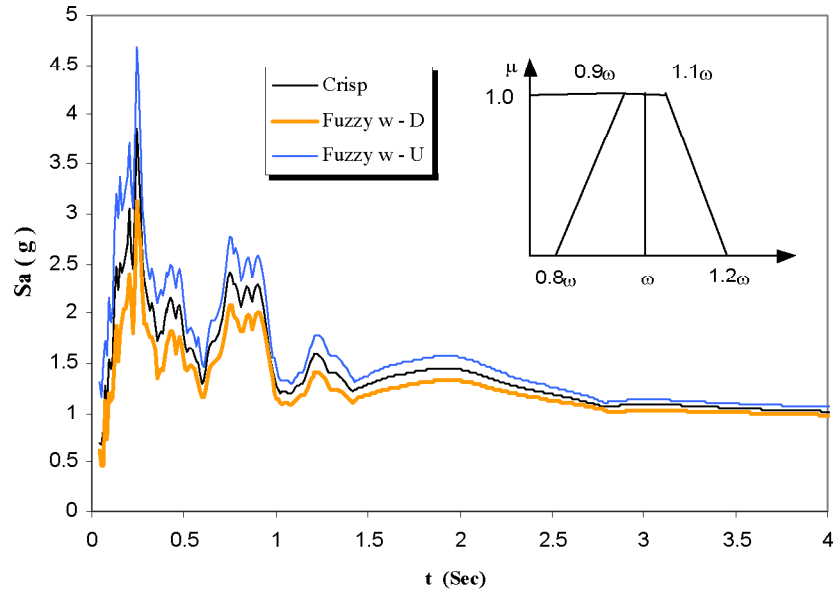 5
4.5
4
3.5
3
2.5
2
1.5
1
0.5
0
Sa ( g )
Crisp
Fuzzy w - D
Fuzzy w - U
μ
0.9ω
1.1ω
1.0
0.8ω
ω
1.2ω
0
0.5
1
1.5
2
2.5
3
3.5
4
t (Sec)